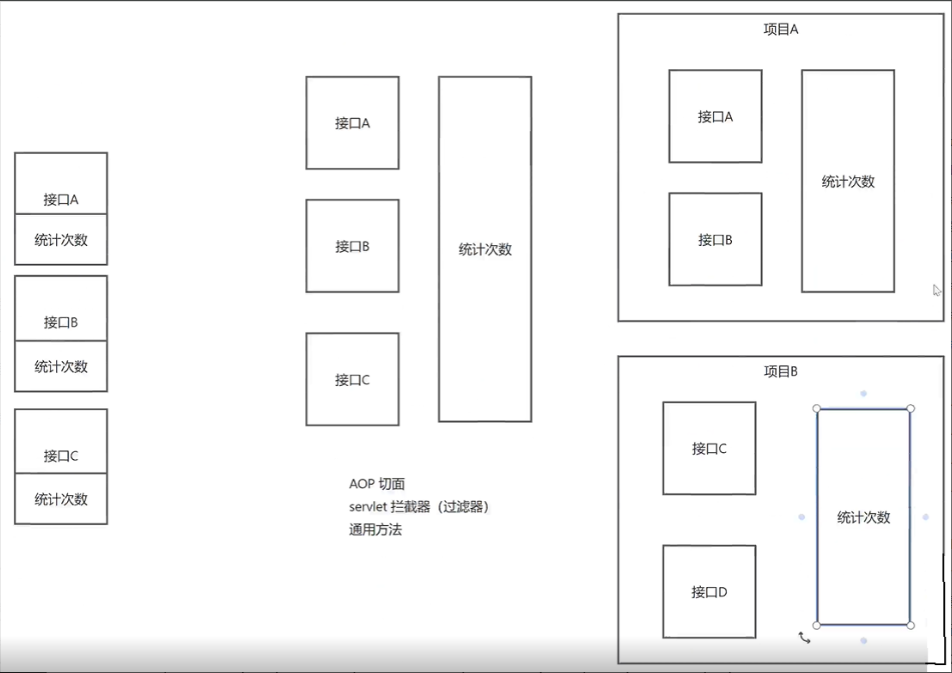 接口A
统计次数
接口B
统计次数
接口C
统计次数
接口A
接口B
接口C
统计次数
AOP 切面
servlet 拦截器（过滤器）
通用方法
项目A
接口A
接口B
统计次数
项目B
接口C
接口D
统计次数